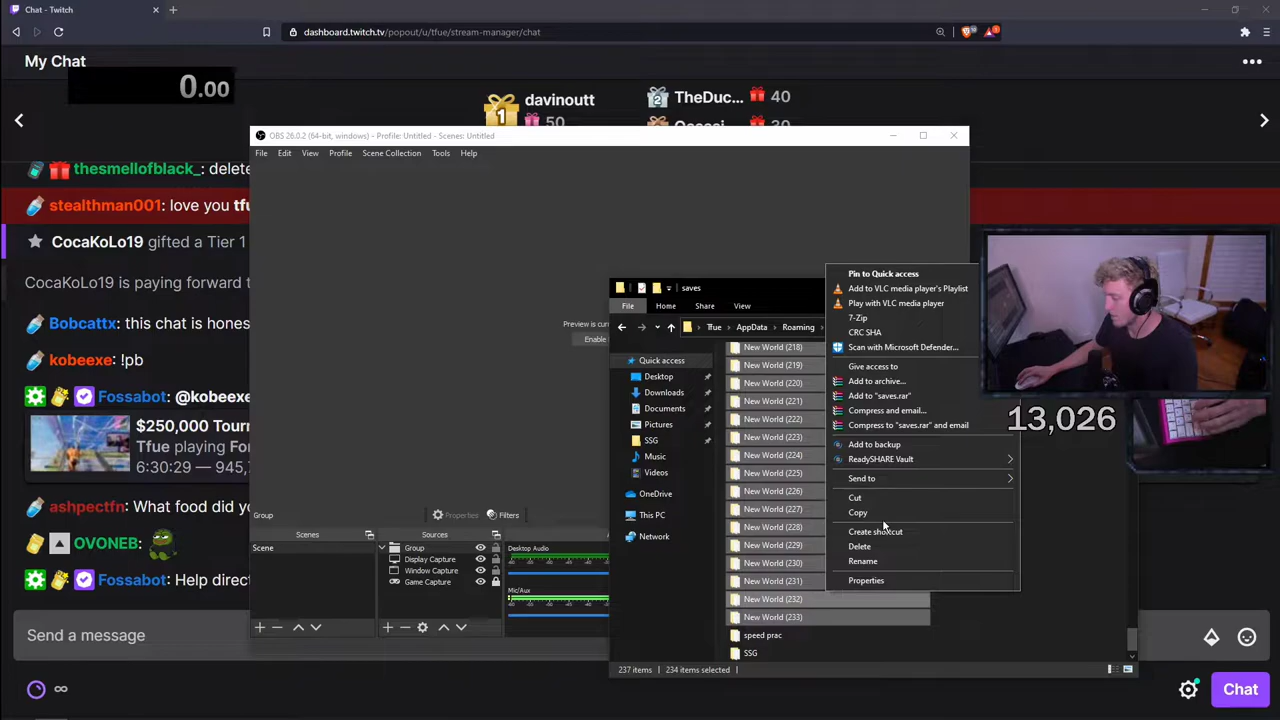 Chat - Twitch
dashboard.twitch.tv/popout/u/tfue/stream-manager/chat
My Chat
0.00
1
davinoutt
50
2
TheDuc...
40
thesmellofblack_: delete
stealthman001: love you tfu
CocaKoLo19 gifted a Tier 1
CocaKoLo19 is paying forward t
Bobcattx: this chat is hones
kobeexe: !pb
Fossabot: @kobeexe
$250,000 Tourn
Tfue playing For
6:30:29 - 945,
ashpectfn: What food do y
OVONEB:
Fossabot: Help direct
Send a message
∞
Chat
OBS 26.0.2 (64-bit, windows) - Profile: Untitled - Scenes: Untitled
File Edit View Profile Scene Collection Tools Help
Preview is curr
Enable
Group
Properties Filters
Scenes
Scene
Sources
Group
Display Capture
Window Capture
Game Capture
Desktop Audio
Mic/Aux
saves
File Home Share View
Tfue AppData Roaming
Quick access
Desktop
Downloads
Documents
Pictures
SSG
Music
Videos
OneDrive
This PC
Network
New World (218)
New World (219)
New World (220)
New World (221)
New World (222)
New World (223)
New World (224)
New World (225)
New World (226)
New World (227)
New World (228)
New World (229)
New World (230)
New World (231)
New World (232)
New World (233)
speed prac
SSG
237 items 234 items selected
Pin to Quick access
Add to VLC media player's Playlist
Play with VLC media player
7-Zip
CRC SHA
Scan with Microsoft Defender...
Give access to
Add to archive...
Add to "saves.rar"
Compress and email...
Compress to "saves.rar" and email
Add to backup
ReadySHARE Vault
Send to
Cut
Copy
Create shortcut
Delete
Rename
Properties
13,026